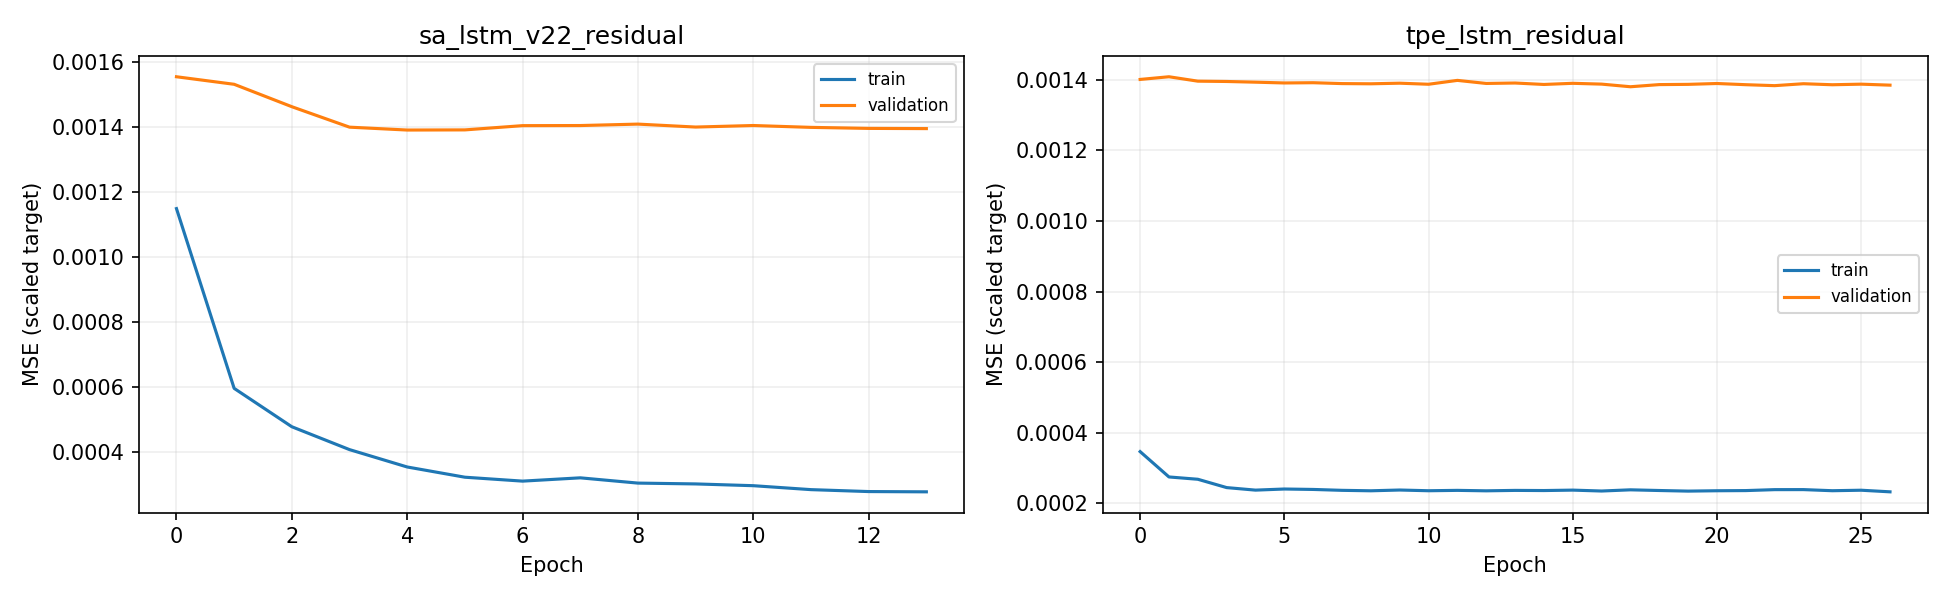 sa_lstm_v22_residual
0.0016
0.0014
0.0012
0.0010
0.0008
0.0006
0.0004
MSE (scaled target)
train
validation
0 2 4 6 8 10 12
Epoch
tpe_lstm_residual
0.0014
0.0012
0.0010
0.0008
0.0006
0.0004
0.0002
MSE (scaled target)
train
validation
0 5 10 15 20 25
Epoch